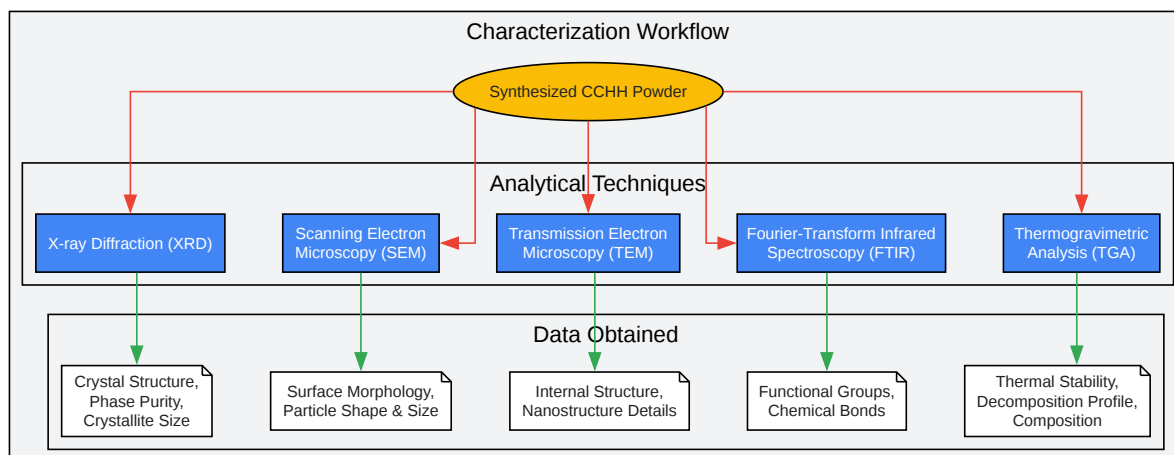 Characterization Workflow
Synthesized CCHH Powder
Analytical Techniques
X-ray Diffraction (XRD)
Scanning Electron
Microscopy (SEM)
Transmission Electron
Microscopy (TEM)
Fourier-Transform Infrared
Spectroscopy (FTIR)
Thermogravimetric
Analysis (TGA)
Data Obtained
Crystal Structure,
Phase Purity,
Crystallite Size
Surface Morphology,
Particle Shape & Size
Internal Structure,
Nanostructure Details
Functional Groups,
Chemical Bonds
Thermal Stability,
Decomposition Profile,
Composition